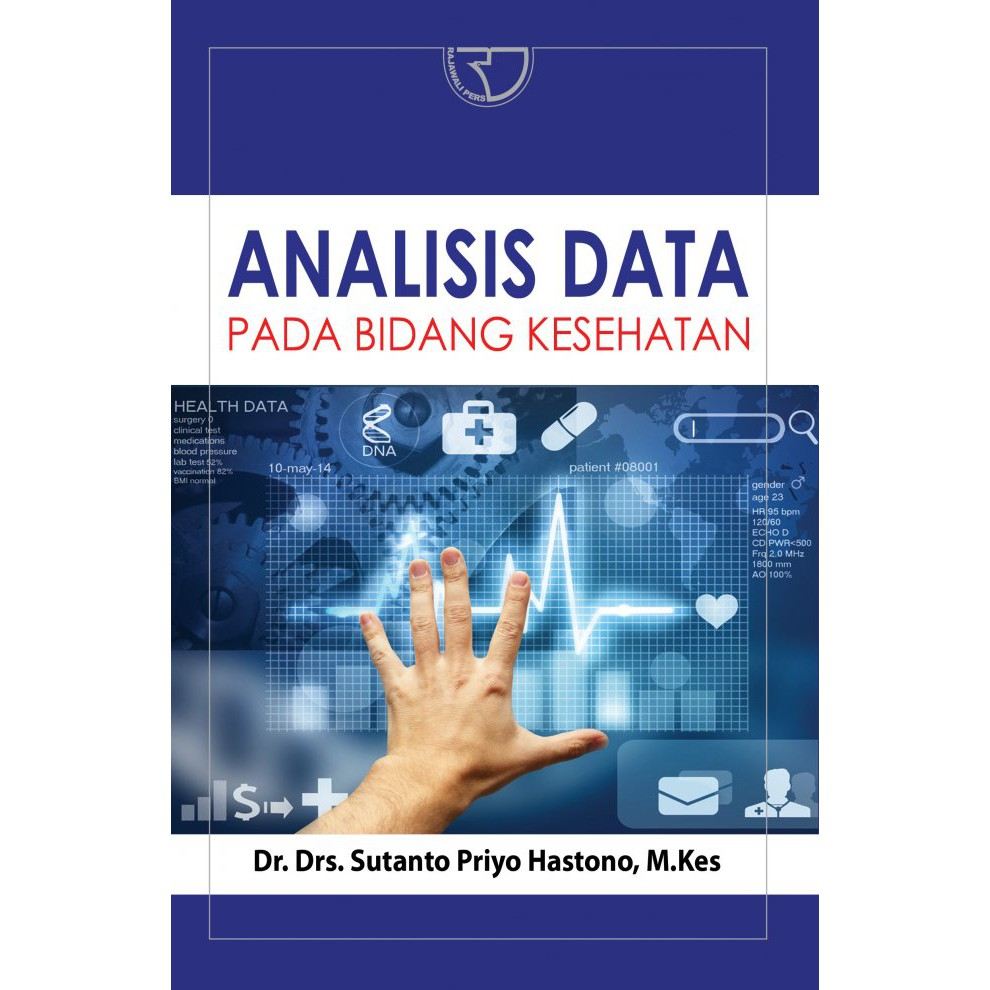 RAJAWALI PERS
ANALISIS DATA
PADA BIDANG KESEHATAN
HEALTH DATA
surgery 0
clinical test
medications
blood pressure
lab test 52%
vaccination 82%
BMI normal
DNA
10-may-14
patient #08001
gender ♂
age 23
HR 95 bpm
120/60
ECHO D
CD PWR<500
Frq 2.0 MHz
1800 mm
AO 100%
$
Dr. Drs. Sutanto Priyo Hastono, M.Kes